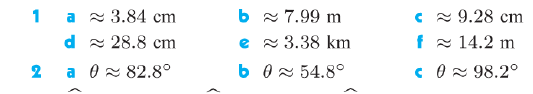 1 a ≈ 3.84 cm b ≈ 7.99 m c ≈ 9.28 cm
d ≈ 28.8 cm e ≈ 3.38 km f ≈ 14.2 m
2 a θ ≈ 82.8° b θ ≈ 54.8° c θ ≈ 98.2°